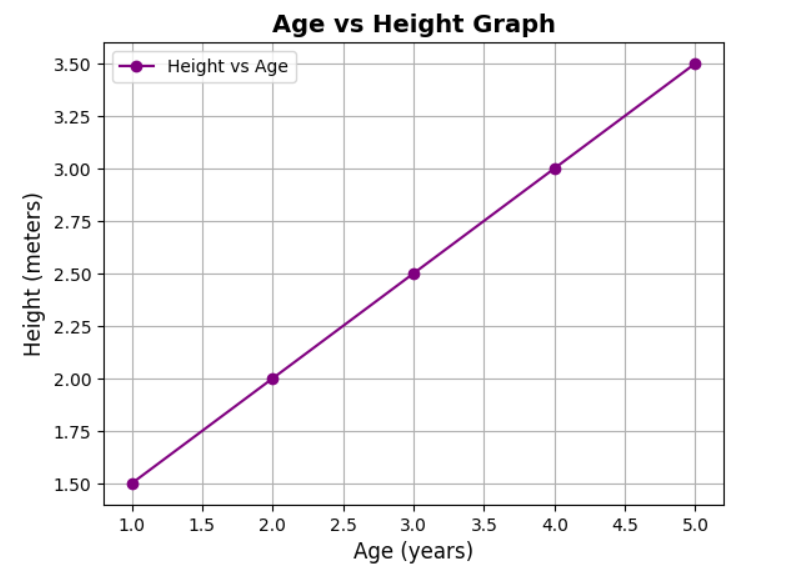 Age vs Height Graph
Height vs Age
Height (meters)
3.50
3.25
3.00
2.75
2.50
2.25
2.00
1.75
1.50
1.0 1.5 2.0 2.5 3.0 3.5 4.0 4.5 5.0
Age (years)